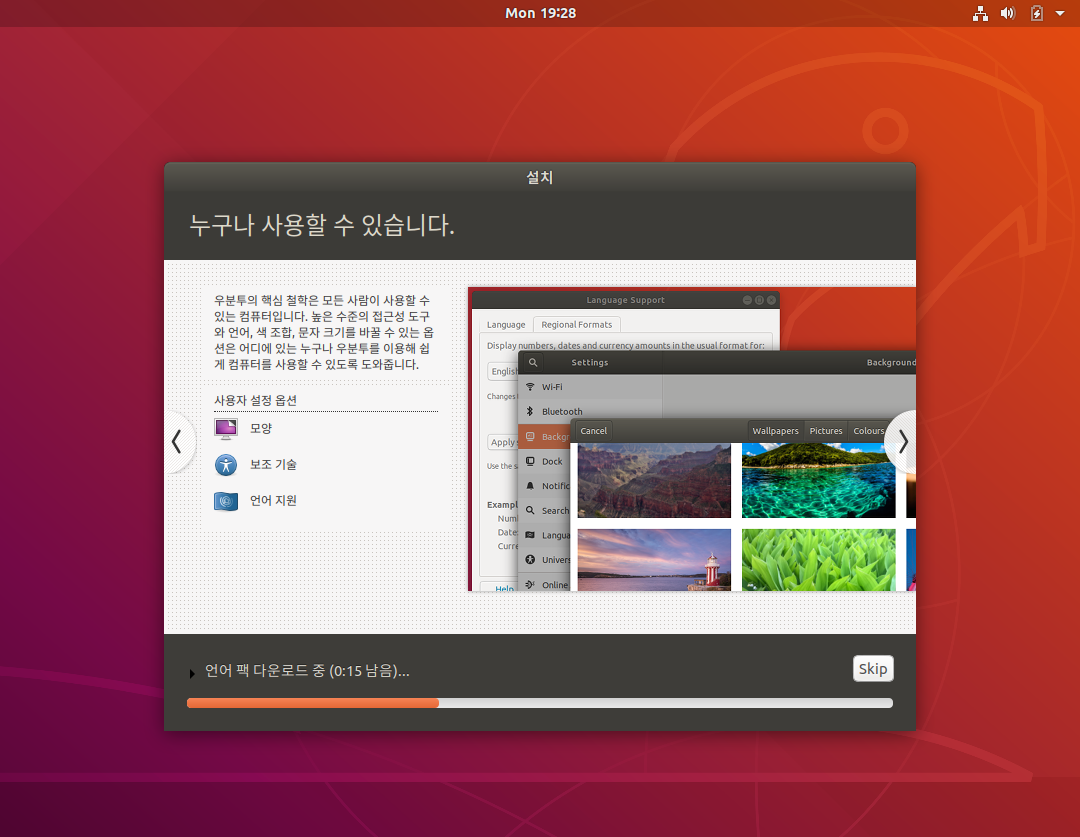 Mon 19:28
설치
누구나 사용할 수 있습니다.
우분투의 핵심 철학은 모든 사람이 사용할 수
있는 컴퓨터입니다. 높은 수준의 접근성 도구
와 언어, 색 조합, 문자 크기를 바꿀 수 있는 옵
션은 어디에 있는 누구나 우분투를 이용해 쉽
게 컴퓨터를 사용할 수 있도록 도와줍니다.
사용자 설정 옵션
모양
보조 기술
언어 지원
Language Support
Language
Regional Formats
Display numbers, dates and currency amounts in the usual format for:
English
Changes
Apply
Use the
Example
Num
Date
Curre
Help
Settings
Background
Wi-Fi
Bluetooth
Backgr
Dock
Notific
Search
Langua
Univers
Online
Cancel
Wallpapers
Pictures
Colours
언어 팩 다운로드 중 (0:15 남음)...
Skip